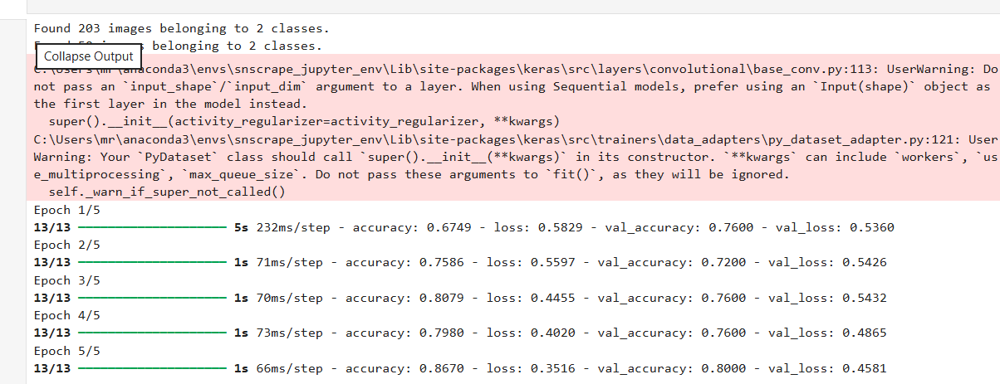 Found 203 images belonging to 2 classes.
images belonging to 2 classes.
Collapse Output
C:\Users\mr\anaconda3\envs\snscrape_jupyter_env\Lib\site-packages\keras\src\layers\convolutional\base_conv.py:113: UserWarning: Do
not pass an `input_shape`/`input_dim` argument to a layer. When using Sequential models, prefer using an `Input(shape)` object as
the first layer in the model instead.
super().__init__(activity_regularizer=activity_regularizer, **kwargs)
C:\Users\mr\anaconda3\envs\snscrape_jupyter_env\Lib\site-packages\keras\src\trainers\data_adapters\py_dataset_adapter.py:121: User
Warning: Your `PyDataset` class should call `super().__init__(**kwargs)` in its constructor. `**kwargs` can include `workers`, `us
e_multiprocessing`, `max_queue_size`. Do not pass these arguments to `fit()`, as they will be ignored.
self._warn_if_super_not_called()
Epoch 1/5
13/13 ━━━━━━━━━━━━━━━━━━━━ 5s 232ms/step - accuracy: 0.6749 - loss: 0.5829 - val_accuracy: 0.7600 - val_loss: 0.5360
Epoch 2/5
13/13 ━━━━━━━━━━━━━━━━━━━━ 1s 71ms/step - accuracy: 0.7586 - loss: 0.5597 - val_accuracy: 0.7200 - val_loss: 0.5426
Epoch 3/5
13/13 ━━━━━━━━━━━━━━━━━━━━ 1s 70ms/step - accuracy: 0.8079 - loss: 0.4455 - val_accuracy: 0.7600 - val_loss: 0.5432
Epoch 4/5
13/13 ━━━━━━━━━━━━━━━━━━━━ 1s 73ms/step - accuracy: 0.7980 - loss: 0.4020 - val_accuracy: 0.7600 - val_loss: 0.4865
Epoch 5/5
13/13 ━━━━━━━━━━━━━━━━━━━━ 1s 66ms/step - accuracy: 0.8670 - loss: 0.3516 - val_accuracy: 0.8000 - val_loss: 0.4581